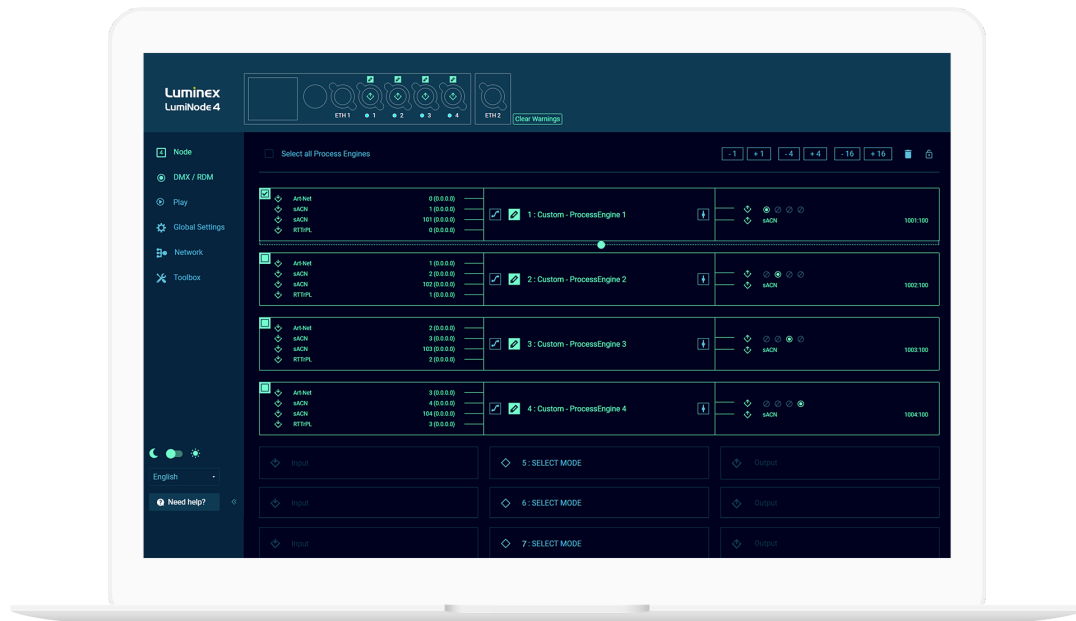 Luminex
LumiNode 4
ETH 1
1
2
3
4
ETH 2
Clear Warnings
4 Node
DMX / RDM
Play
Global Settings
Network
Toolbox
English
Need help?
Select all Process Engines
- 1
+ 1
- 4
+ 4
- 16
+ 16
Art-Net 0 (0.0.0.0)
sACN 1 (0.0.0.0)
sACN 101 (0.0.0.0)
RTTrPL 0 (0.0.0.0)
1 : Custom - ProcessEngine 1
sACN 1001:100
Art-Net 1 (0.0.0.0)
sACN 2 (0.0.0.0)
sACN 102 (0.0.0.0)
RTTrPL 1 (0.0.0.0)
2 : Custom - ProcessEngine 2
sACN 1002:100
Art-Net 2 (0.0.0.0)
sACN 3 (0.0.0.0)
sACN 103 (0.0.0.0)
RTTrPL 2 (0.0.0.0)
3 : Custom - ProcessEngine 3
sACN 1003:100
Art-Net 3 (0.0.0.0)
sACN 4 (0.0.0.0)
sACN 104 (0.0.0.0)
RTTrPL 3 (0.0.0.0)
4 : Custom - ProcessEngine 4
sACN 1004:100
Input 5 : SELECT MODE Output
Input 6 : SELECT MODE Output
Input 7 : SELECT MODE Output